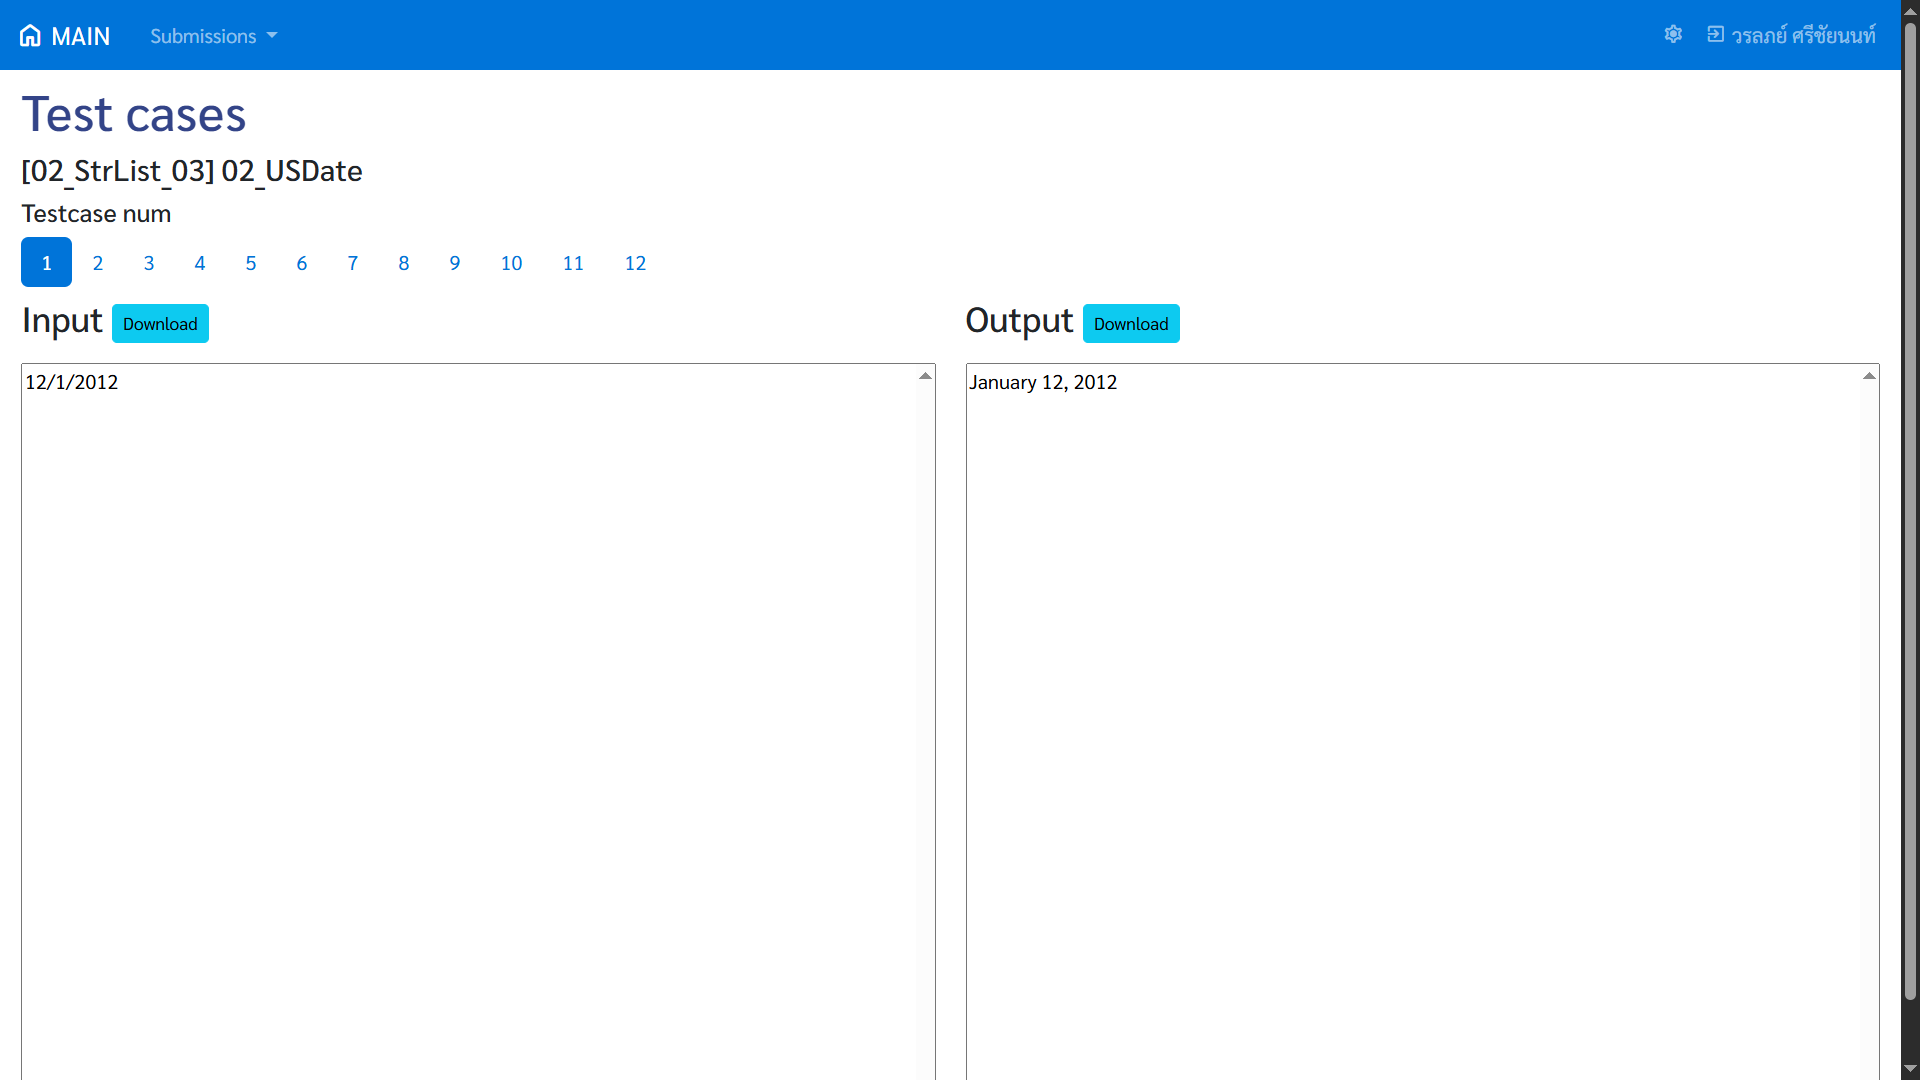 MAIN
Submissions
วรลภย์ ศรีชัยนนท์
Test cases
[02_StrList_03] 02_USDate
Testcase num
1 2 3 4 5 6 7 8 9 10 11 12
Input Download
Output Download
12/1/2012
January 12, 2012